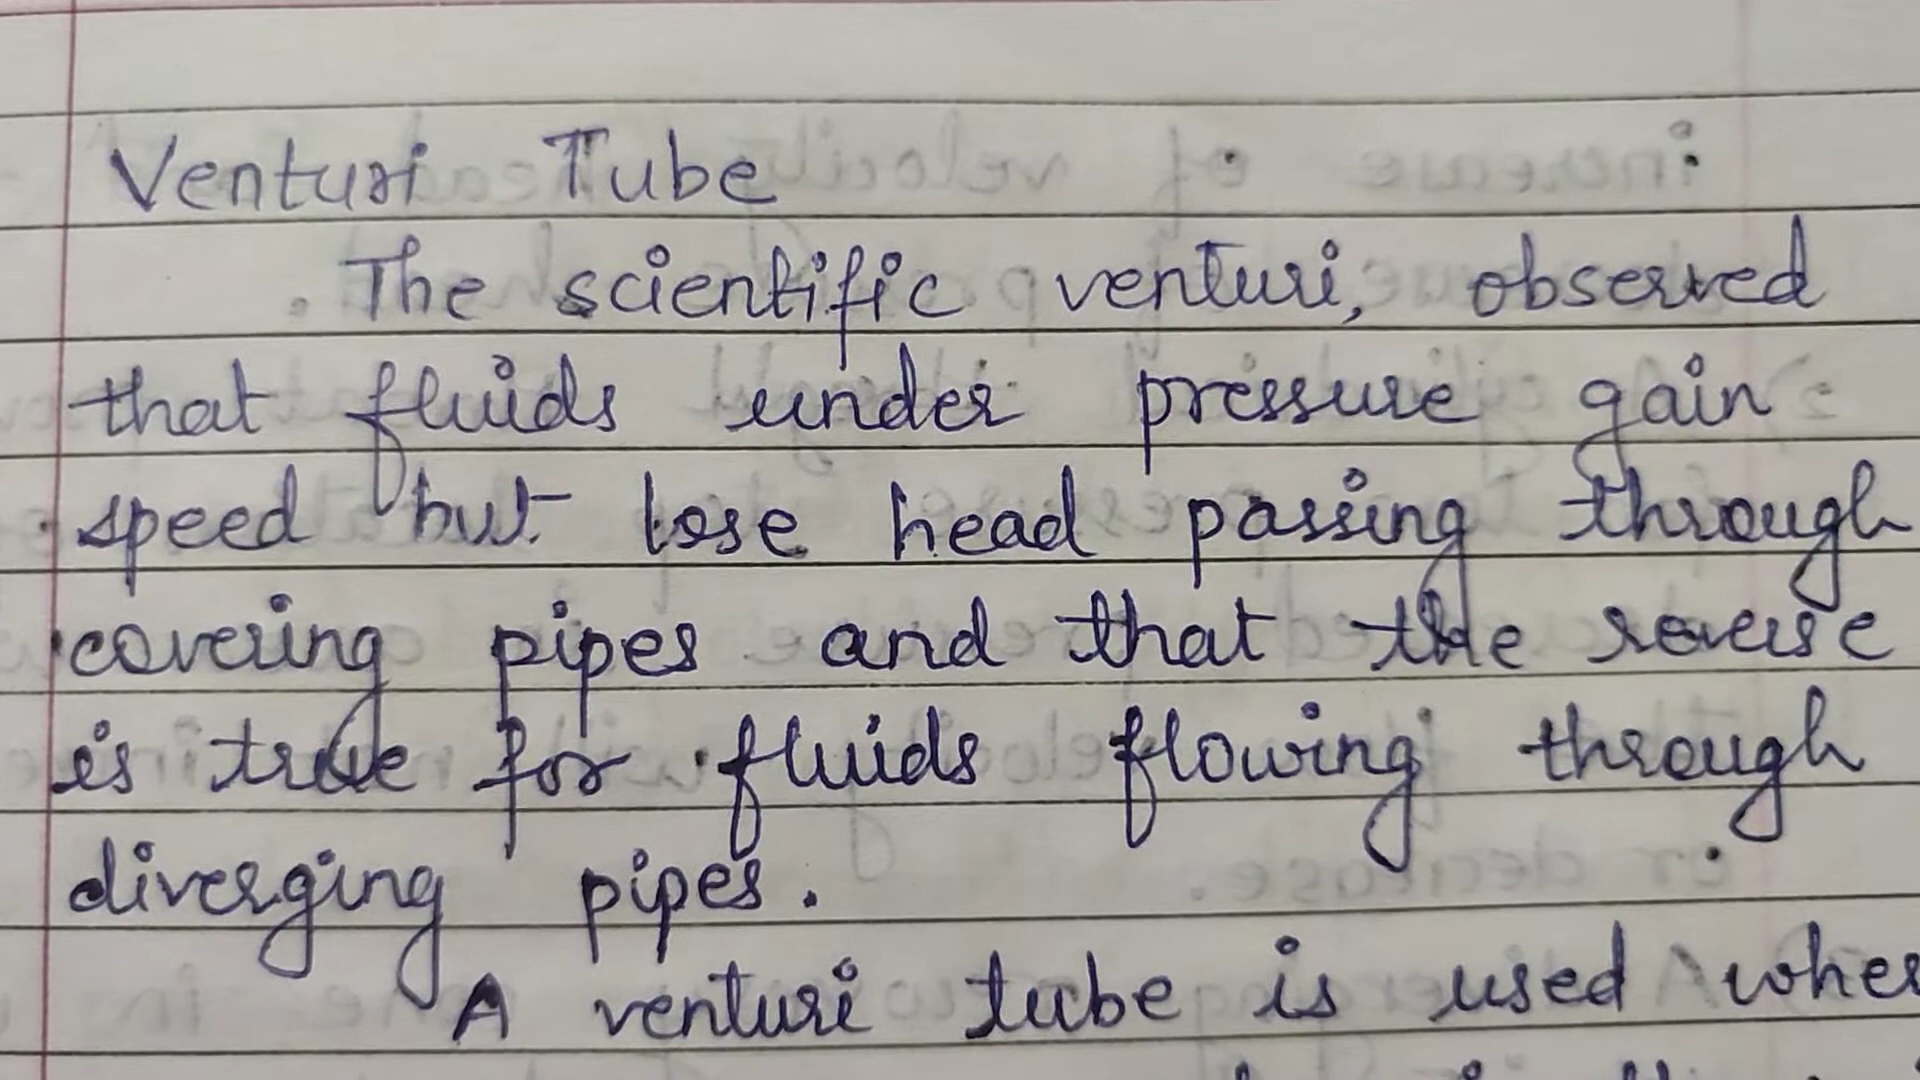 Venturi Tube
The scientific venturi, observed
that fluids under pressure gain
speed but lose head passing through
covering pipes and that the reverse
is true for fluids flowing through
diverging pipes.
A venturi tube is used